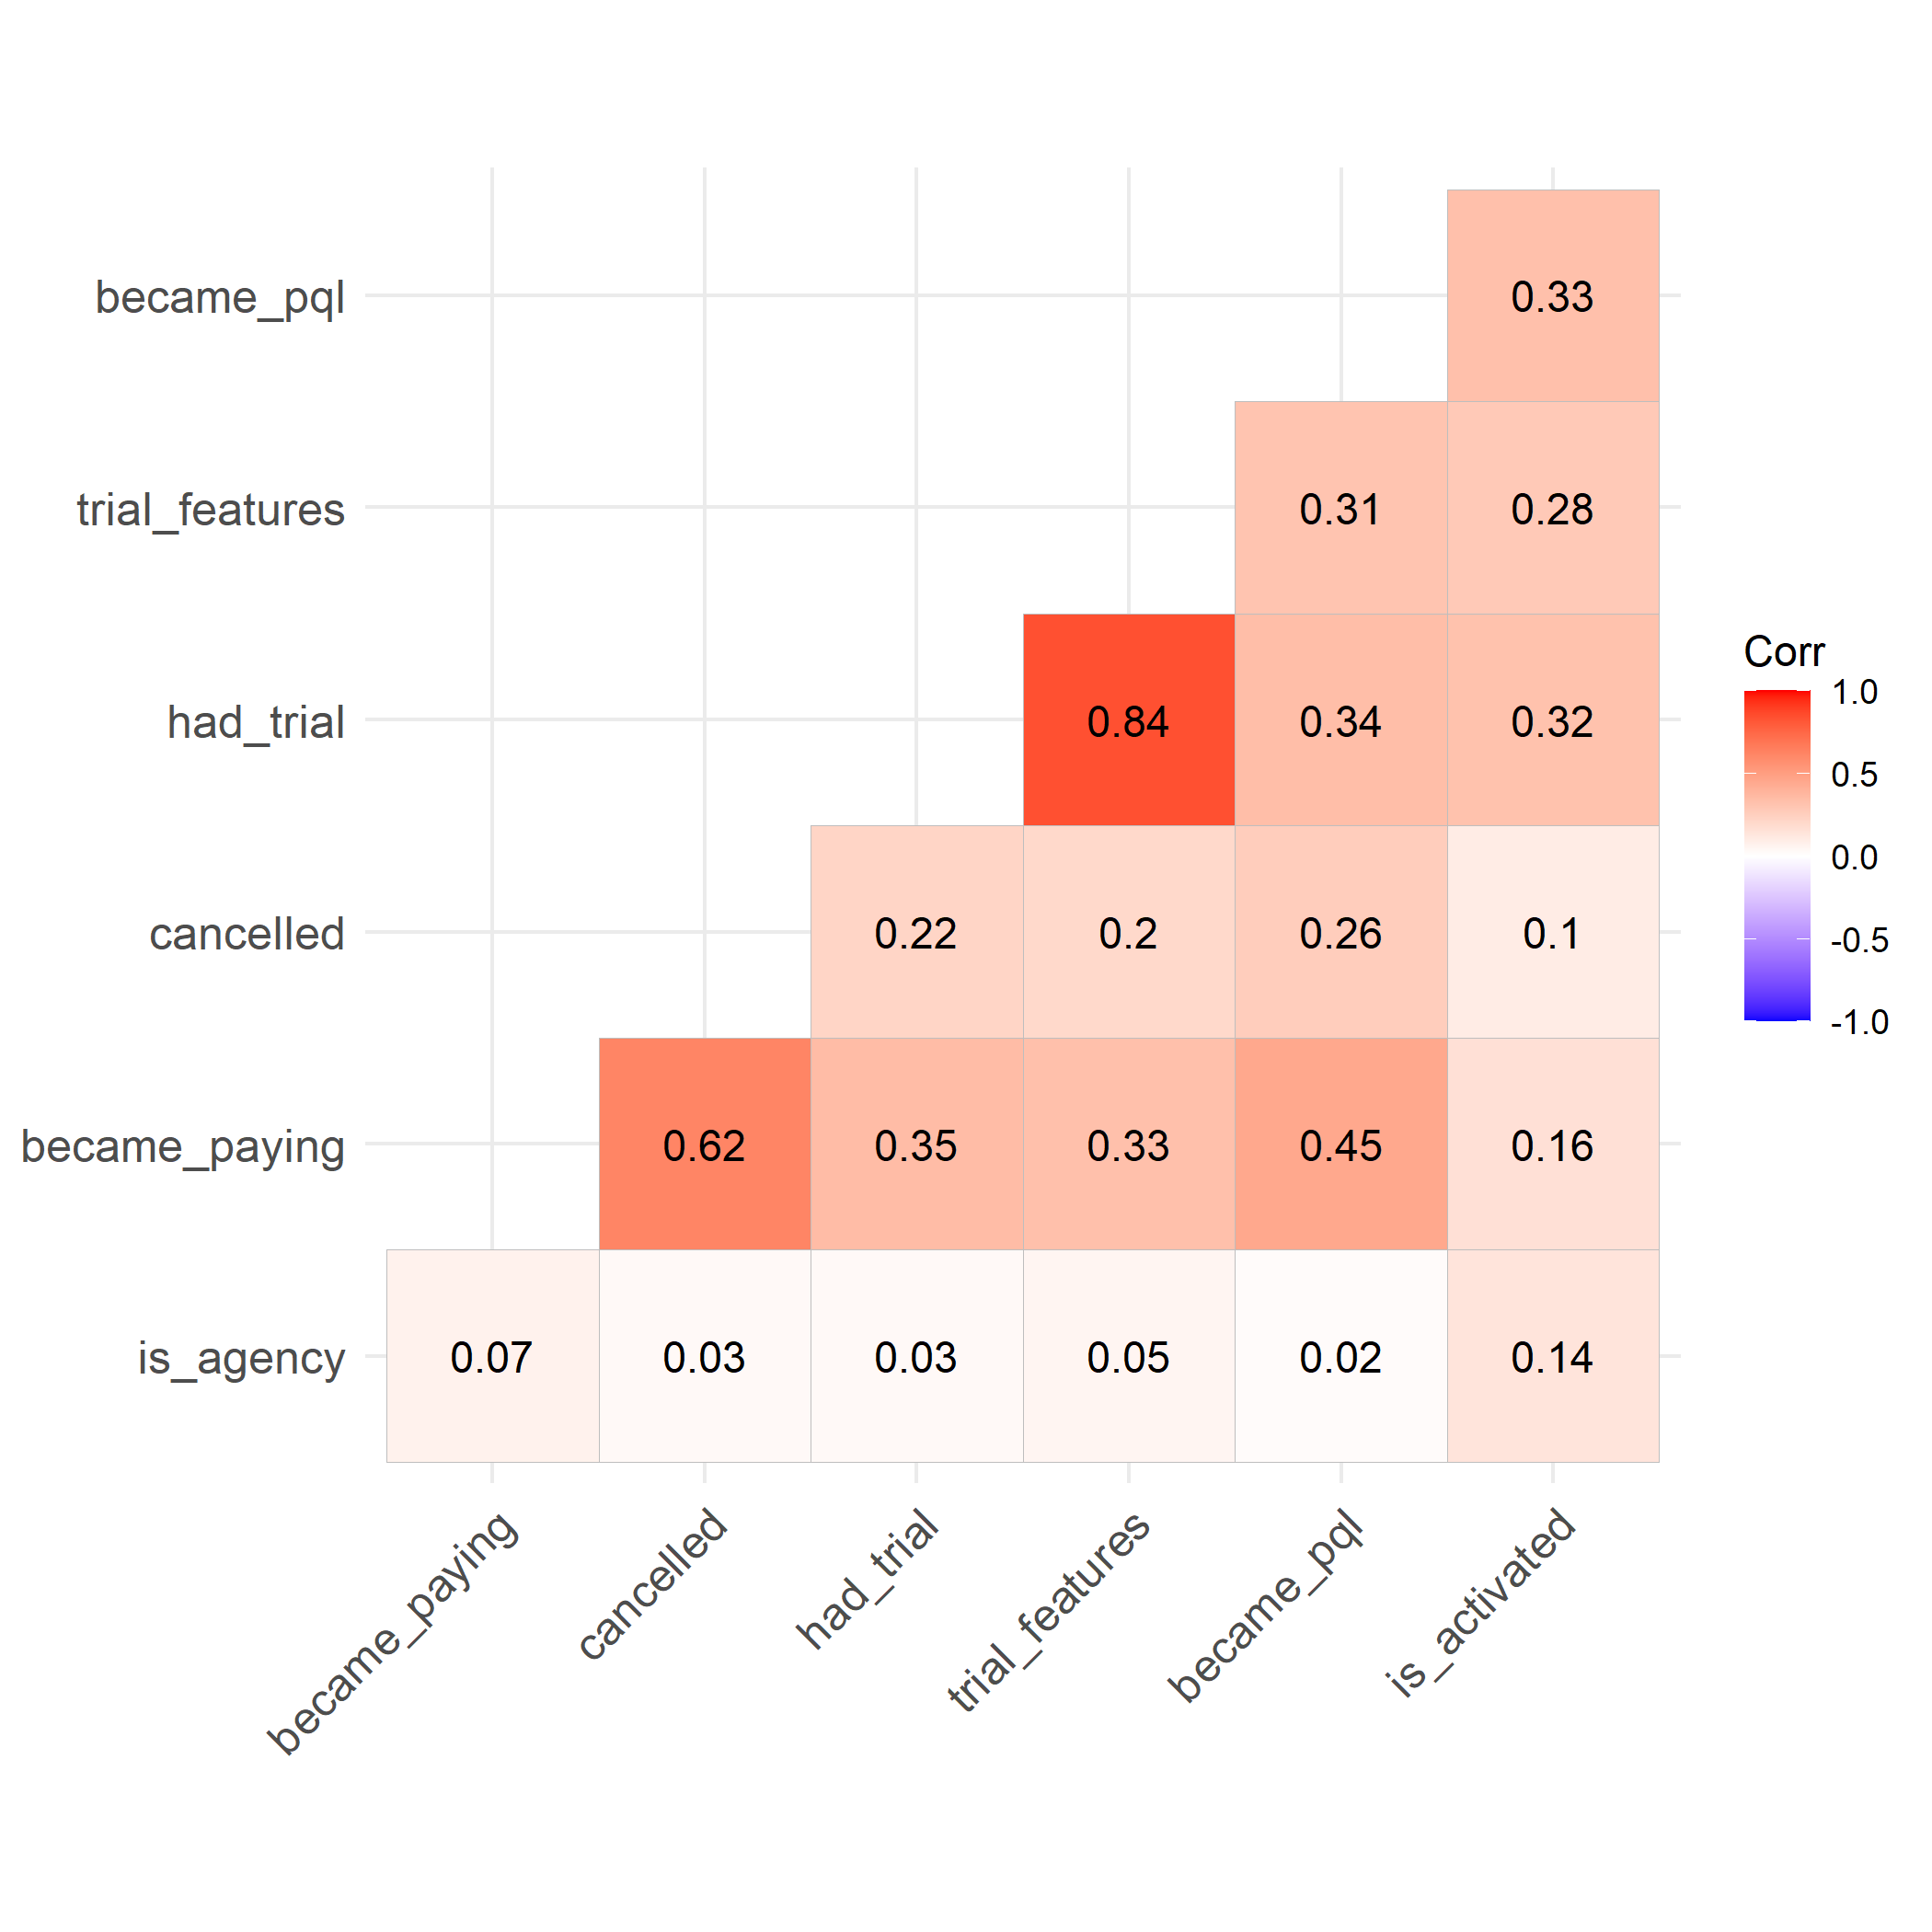 became_pql
0.33
trial_features
0.31 0.28
had_trial
0.84 0.34 0.32
cancelled
0.22 0.2 0.26 0.1
became_paying
0.62 0.35 0.33 0.45 0.16
is_agency
0.07 0.03 0.03 0.05 0.02 0.14
became_paying
cancelled
had_trial
trial_features
became_pql
is_activated
Corr
1.0
0.5
0.0
-0.5
-1.0